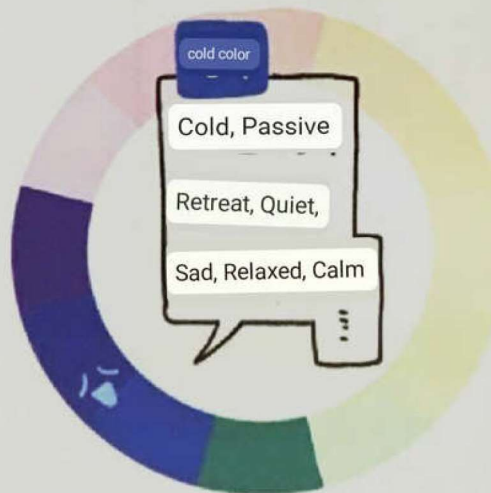 cold color
Cold, Passive
Retreat, Quiet,
Sad, Relaxed, Calm